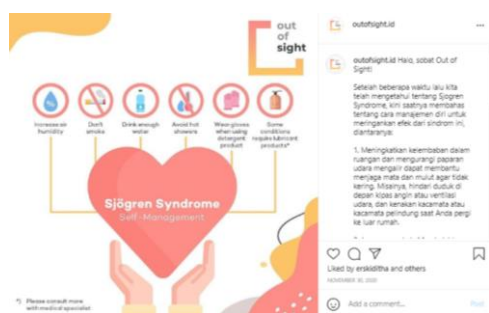 out
of
sight
Increase air
humidity
Don't
smoke
Drink enough
water
Avoid hot
showers
Wear gloves
when using
detergent
product
Some
conditions
require lubricant
products*
Sjögren Syndrome
Self-Management
*) Please consult more
with medical specialist
outofsight.id
outofsight.id Halo, sobat Out of
Sight!
Setelah beberapa waktu lalu kita
telah mengetahui tentang Sjogren
Syndrome, kini saatnya membahas
tentang cara manajemen diri untuk
meringankan efek dari sindrom ini,
diantaranya:
1. Meningkatkan kelembaban dalam
ruangan dan mengurangi paparan
udara mengalir dapat membantu
menjaga mata dan mulut agar tidak
kering. Misalnya, hindari duduk di
depan kipas angin atau ventilasi
udara, dan kenakan kacamata atau
kacamata pelindung saat Anda pergi
ke luar rumah.
Liked by erskiditha and others
NOVEMBER 30, 2020
Add a comment...
Post